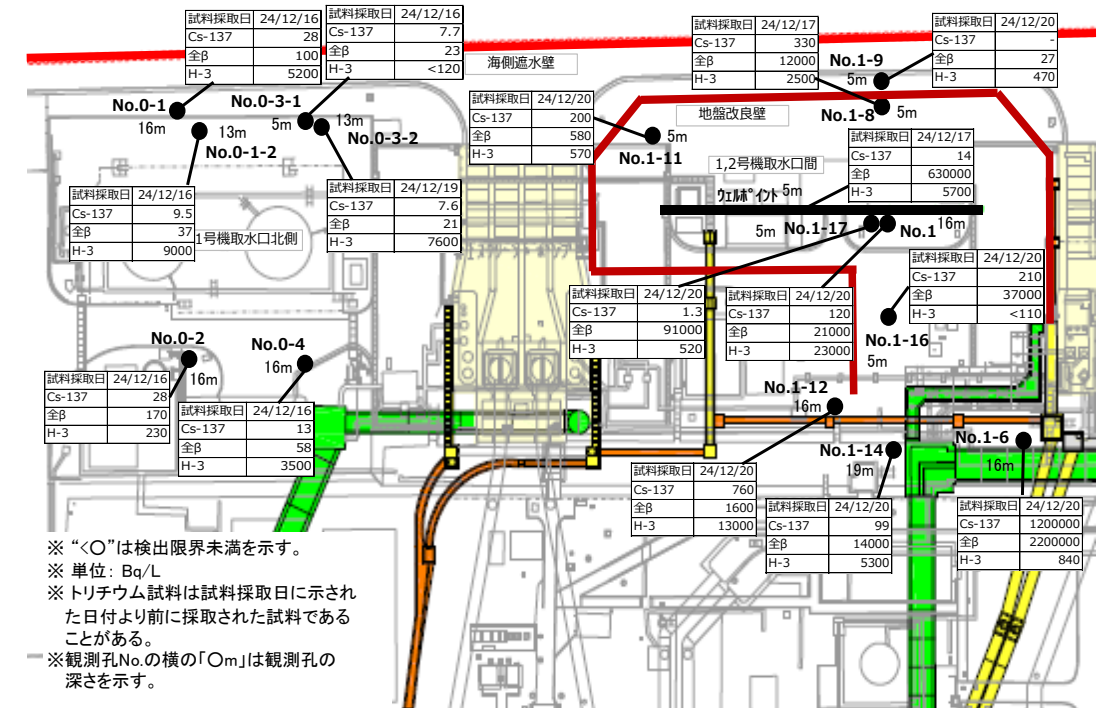 試料採取日 24/12/16
Cs-137 28
全β 100
H-3 5200
試料採取日 24/12/16
Cs-137 7.7
全β 23
H-3 <120
海側遮水壁
試料採取日 24/12/17
Cs-137 330
全β 12000
H-3 2500
試料採取日 24/12/20
Cs-137 -
全β 27
H-3 470
No.1-9
5m
No.1-8
5m
地盤改良壁
No.0-1
16m
13m
No.0-1-2
No.0-3-1
5m
13m
No.0-3-2
試料採取日 24/12/20
Cs-137 200
全β 580
H-3 570
5m
No.1-11
1,2号機取水口間
試料採取日 24/12/17
Cs-137 14
全β 630000
H-3 5700
ウェルポイント 5m
5m No.1-17
No.1 16m
試料採取日 24/12/16
Cs-137 9.5
全β 37
H-3 9000
1号機取水口北側
試料採取日 24/12/19
Cs-137 7.6
全β 21
H-3 7600
試料採取日 24/12/20
Cs-137 210
全β 37000
H-3 <110
試料採取日 24/12/20
Cs-137 1.3
全β 91000
H-3 520
試料採取日 24/12/20
Cs-137 120
全β 21000
H-3 23000
No.1-16
5m
No.0-2
16m
No.0-4
16m
試料採取日 24/12/16
Cs-137 28
全β 170
H-3 230
試料採取日 24/12/16
Cs-137 13
全β 58
H-3 3500
No.1-12
16m
No.1-14
19m
No.1-6
16m
試料採取日 24/12/20
Cs-137 760
全β 1600
H-3 13000
試料採取日 24/12/20
Cs-137 99
全β 14000
H-3 5300
試料採取日 24/12/20
Cs-137 1200000
全β 2200000
H-3 840
※ “<○”は検出限界未満を示す。
※ 単位: Bq/L
※ トリチウム試料は試料採取日に示され
た日付より前に採取された試料である
ことがある。
※観測孔No.の横の「○m」は観測孔の
深さを示す。